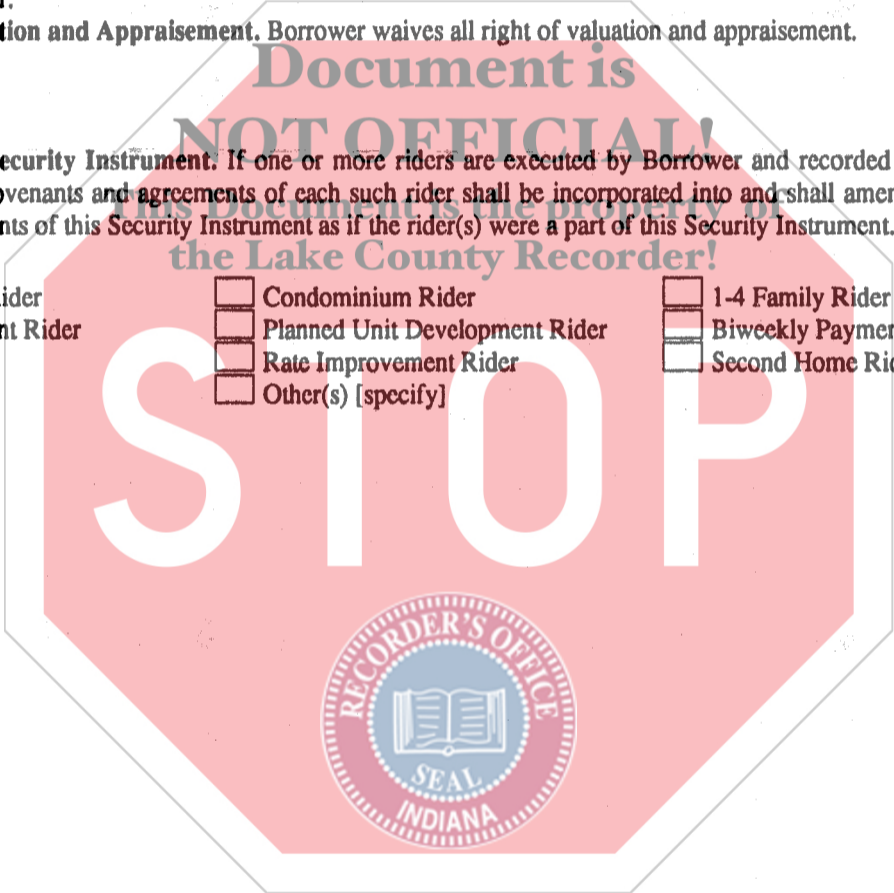 tion and Appraisement. Borrower waives all right of valuation and appraisement.
Document is
NOT OFFICIAL!
ecurity Instrument. If one or more riders are executed by Borrower and recorded
venants and agreements of each such rider shall be incorporated into and shall amen
This Document is the property of
nts of this Security Instrument as if the rider(s) were a part of this Security Instrument.
the Lake County Recorder!
ider Condominium Rider 1-4 Family Rider
nt Rider Planned Unit Development Rider Biweekly Paymen
Rate Improvement Rider Second Home Rid
Other(s) [specify]
STOP
RECORDER'S OFFICE
SEAL
INDIANA